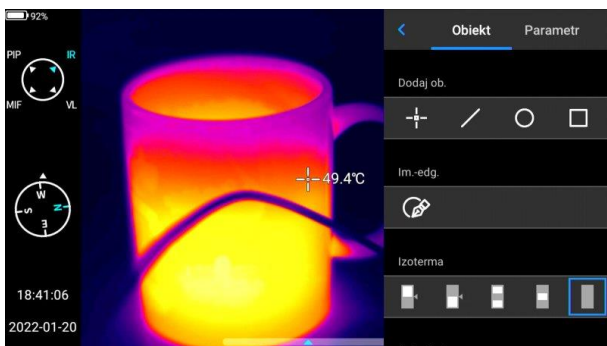 92%
PIP IR
MIF VL
W
S N
E
18:41:06
2022-01-20
49.4°C
Obiekt Parametr
Dodaj ob.
Im.-edg.
Izoterma